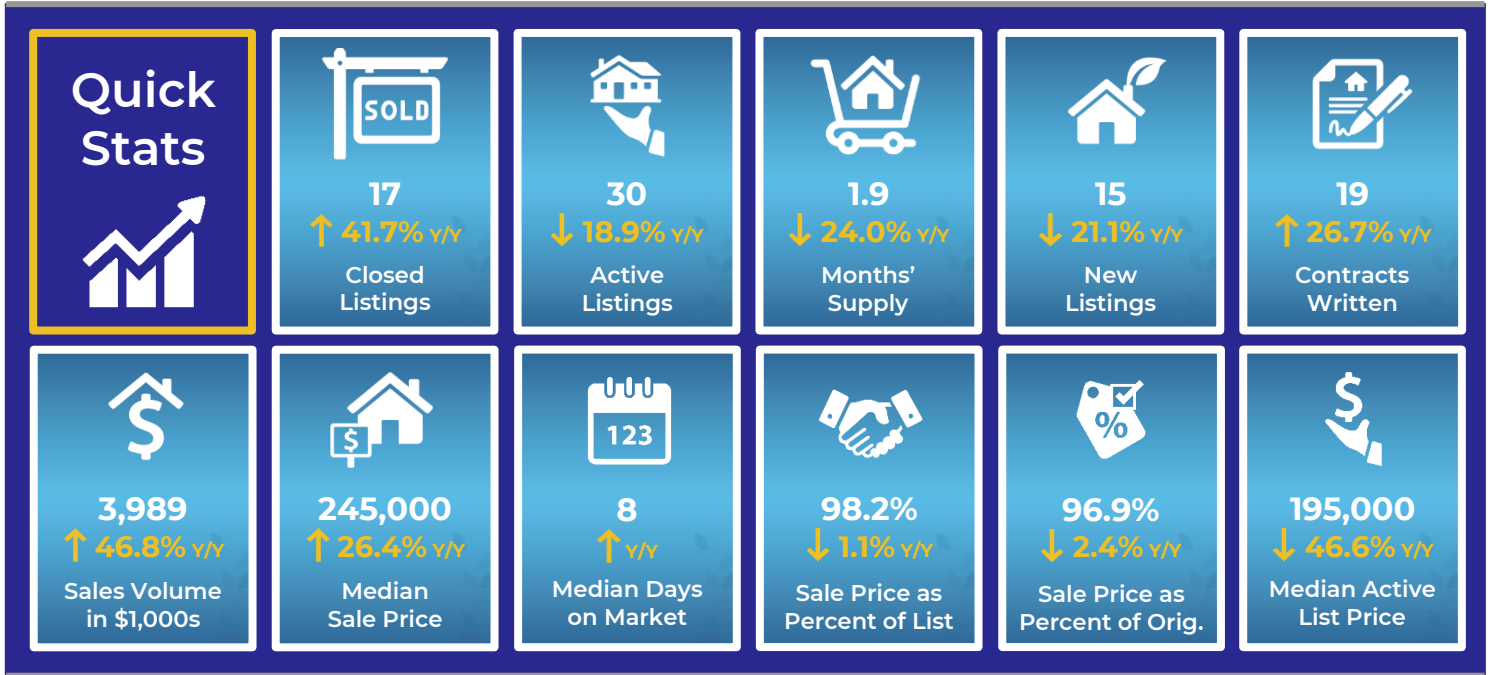 Quick
Stats
SOLD
17
↑ 41.7% Y/Y
Closed
Listings
30
↓ 18.9% Y/Y
Active
Listings
1.9
↓ 24.0% Y/Y
Months’
Supply
15
↓ 21.1% Y/Y
New
Listings
19
↑ 26.7% Y/Y
Contracts
Written
$
3,989
↑ 46.8% Y/Y
Sales Volume
in $1,000s
$
245,000
↑ 26.4% Y/Y
Median
Sale Price
123
8
↑ Y/Y
Median Days
on Market
98.2%
↓ 1.1% Y/Y
Sale Price as
Percent of List
%
96.9%
↓ 2.4% Y/Y
Sale Price as
Percent of Orig.
$
195,000
↓ 46.6% Y/Y
Median Active
List Price